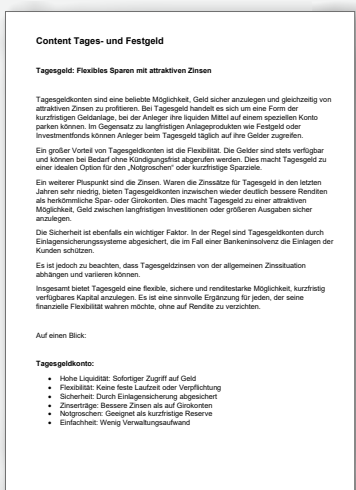 Content Tages- und Festgeld
Tagesgeld: Flexibles Sparen mit attraktiven Zinsen
Tagesgeldkonten sind eine beliebte Möglichkeit, Geld sicher anzulegen und gleichzeitig von
attraktiven Zinsen zu profitieren. Bei Tagesgeld handelt es sich um eine Form der
kurzfristigen Geldanlage, bei der Anleger ihre liquiden Mittel auf einem speziellen Konto
parken können. Im Gegensatz zu langfristigen Anlageprodukten wie Festgeld oder
Investmentfonds können Anleger beim Tagesgeld täglich auf ihre Gelder zugreifen.
Ein großer Vorteil von Tagesgeldkonten ist die Flexibilität. Die Gelder sind stets verfügbar
und können bei Bedarf ohne Kündigungsfrist abgerufen werden. Dies macht Tagesgeld zu
einer idealen Option für den „Notgroschen“ oder kurzfristige Sparziele.
Ein weiterer Pluspunkt sind die Zinsen. Waren die Zinssätze für Tagesgeld in den letzten
Jahren sehr niedrig, bieten Tagesgeldkonten inzwischen wieder deutlich bessere Renditen
als herkömmliche Spar- oder Girokonten. Dies macht Tagesgeld zu einer attraktiven
Möglichkeit, Geld zwischen langfristigen Investitionen oder größeren Ausgaben sicher
anzulegen.
Die Sicherheit ist ebenfalls ein wichtiger Faktor. In der Regel sind Tagesgeldkonten durch
Einlagensicherungssysteme abgesichert, die im Fall einer Bankeninsolvenz die Einlagen der
Kunden schützen.
Es ist jedoch zu beachten, dass Tagesgeldzinsen von der allgemeinen Zinssituation
abhängen und variieren können.
Insgesamt bietet Tagesgeld eine flexible, sichere und renditestarke Möglichkeit, kurzfristig
verfügbares Kapital anzulegen. Es ist eine sinnvolle Ergänzung für jeden, der seine
finanzielle Flexibilität wahren möchte, ohne auf Rendite zu verzichten.
Auf einen Blick:
Tagesgeldkonto:
• Hohe Liquidität: Sofortiger Zugriff auf Geld
• Flexibilität: Keine feste Laufzeit oder Verpflichtung
• Sicherheit: Durch Einlagensicherung abgesichert
• Zinserträge: Bessere Zinsen als auf Girokonten
• Notgroschen: Geeignet als kurzfristige Reserve
• Einfachheit: Wenig Verwaltungsaufwand